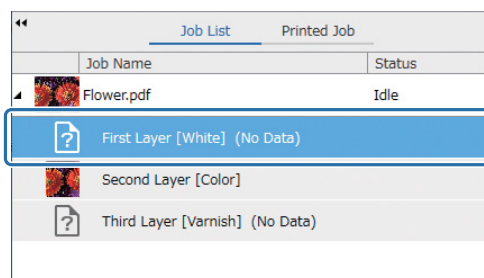 Job List Printed Job
Job Name Status
Flower.pdf Idle
First Layer [White] (No Data)
Second Layer [Color]
Third Layer [Varnish] (No Data)